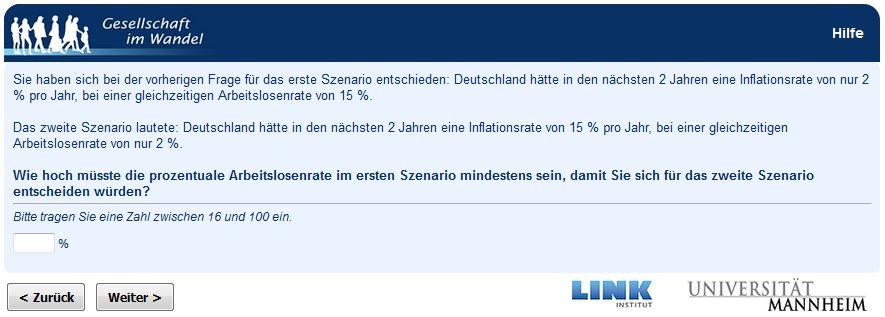 Gesellschaft
im Wandel
Hilfe
Sie haben sich bei der vorherigen Frage für das erste Szenario entschieden: Deutschland hätte in den nächsten 2 Jahren eine Inflationsrate von nur 2
% pro Jahr, bei einer gleichzeitigen Arbeitslosenrate von 15 %.
Das zweite Szenario lautete: Deutschland hätte in den nächsten 2 Jahren eine Inflationsrate von 15 % pro Jahr, bei einer gleichzeitigen
Arbeitslosenrate von nur 2 %.
Wie hoch müsste die prozentuale Arbeitslosenrate im ersten Szenario mindestens sein, damit Sie sich für das zweite Szenario
entscheiden würden?
Bitte tragen Sie eine Zahl zwischen 16 und 100 ein.
%
< Zurück
Weiter >
LINK
INSTITUT
UNIVERSITÄT
MANNHEIM